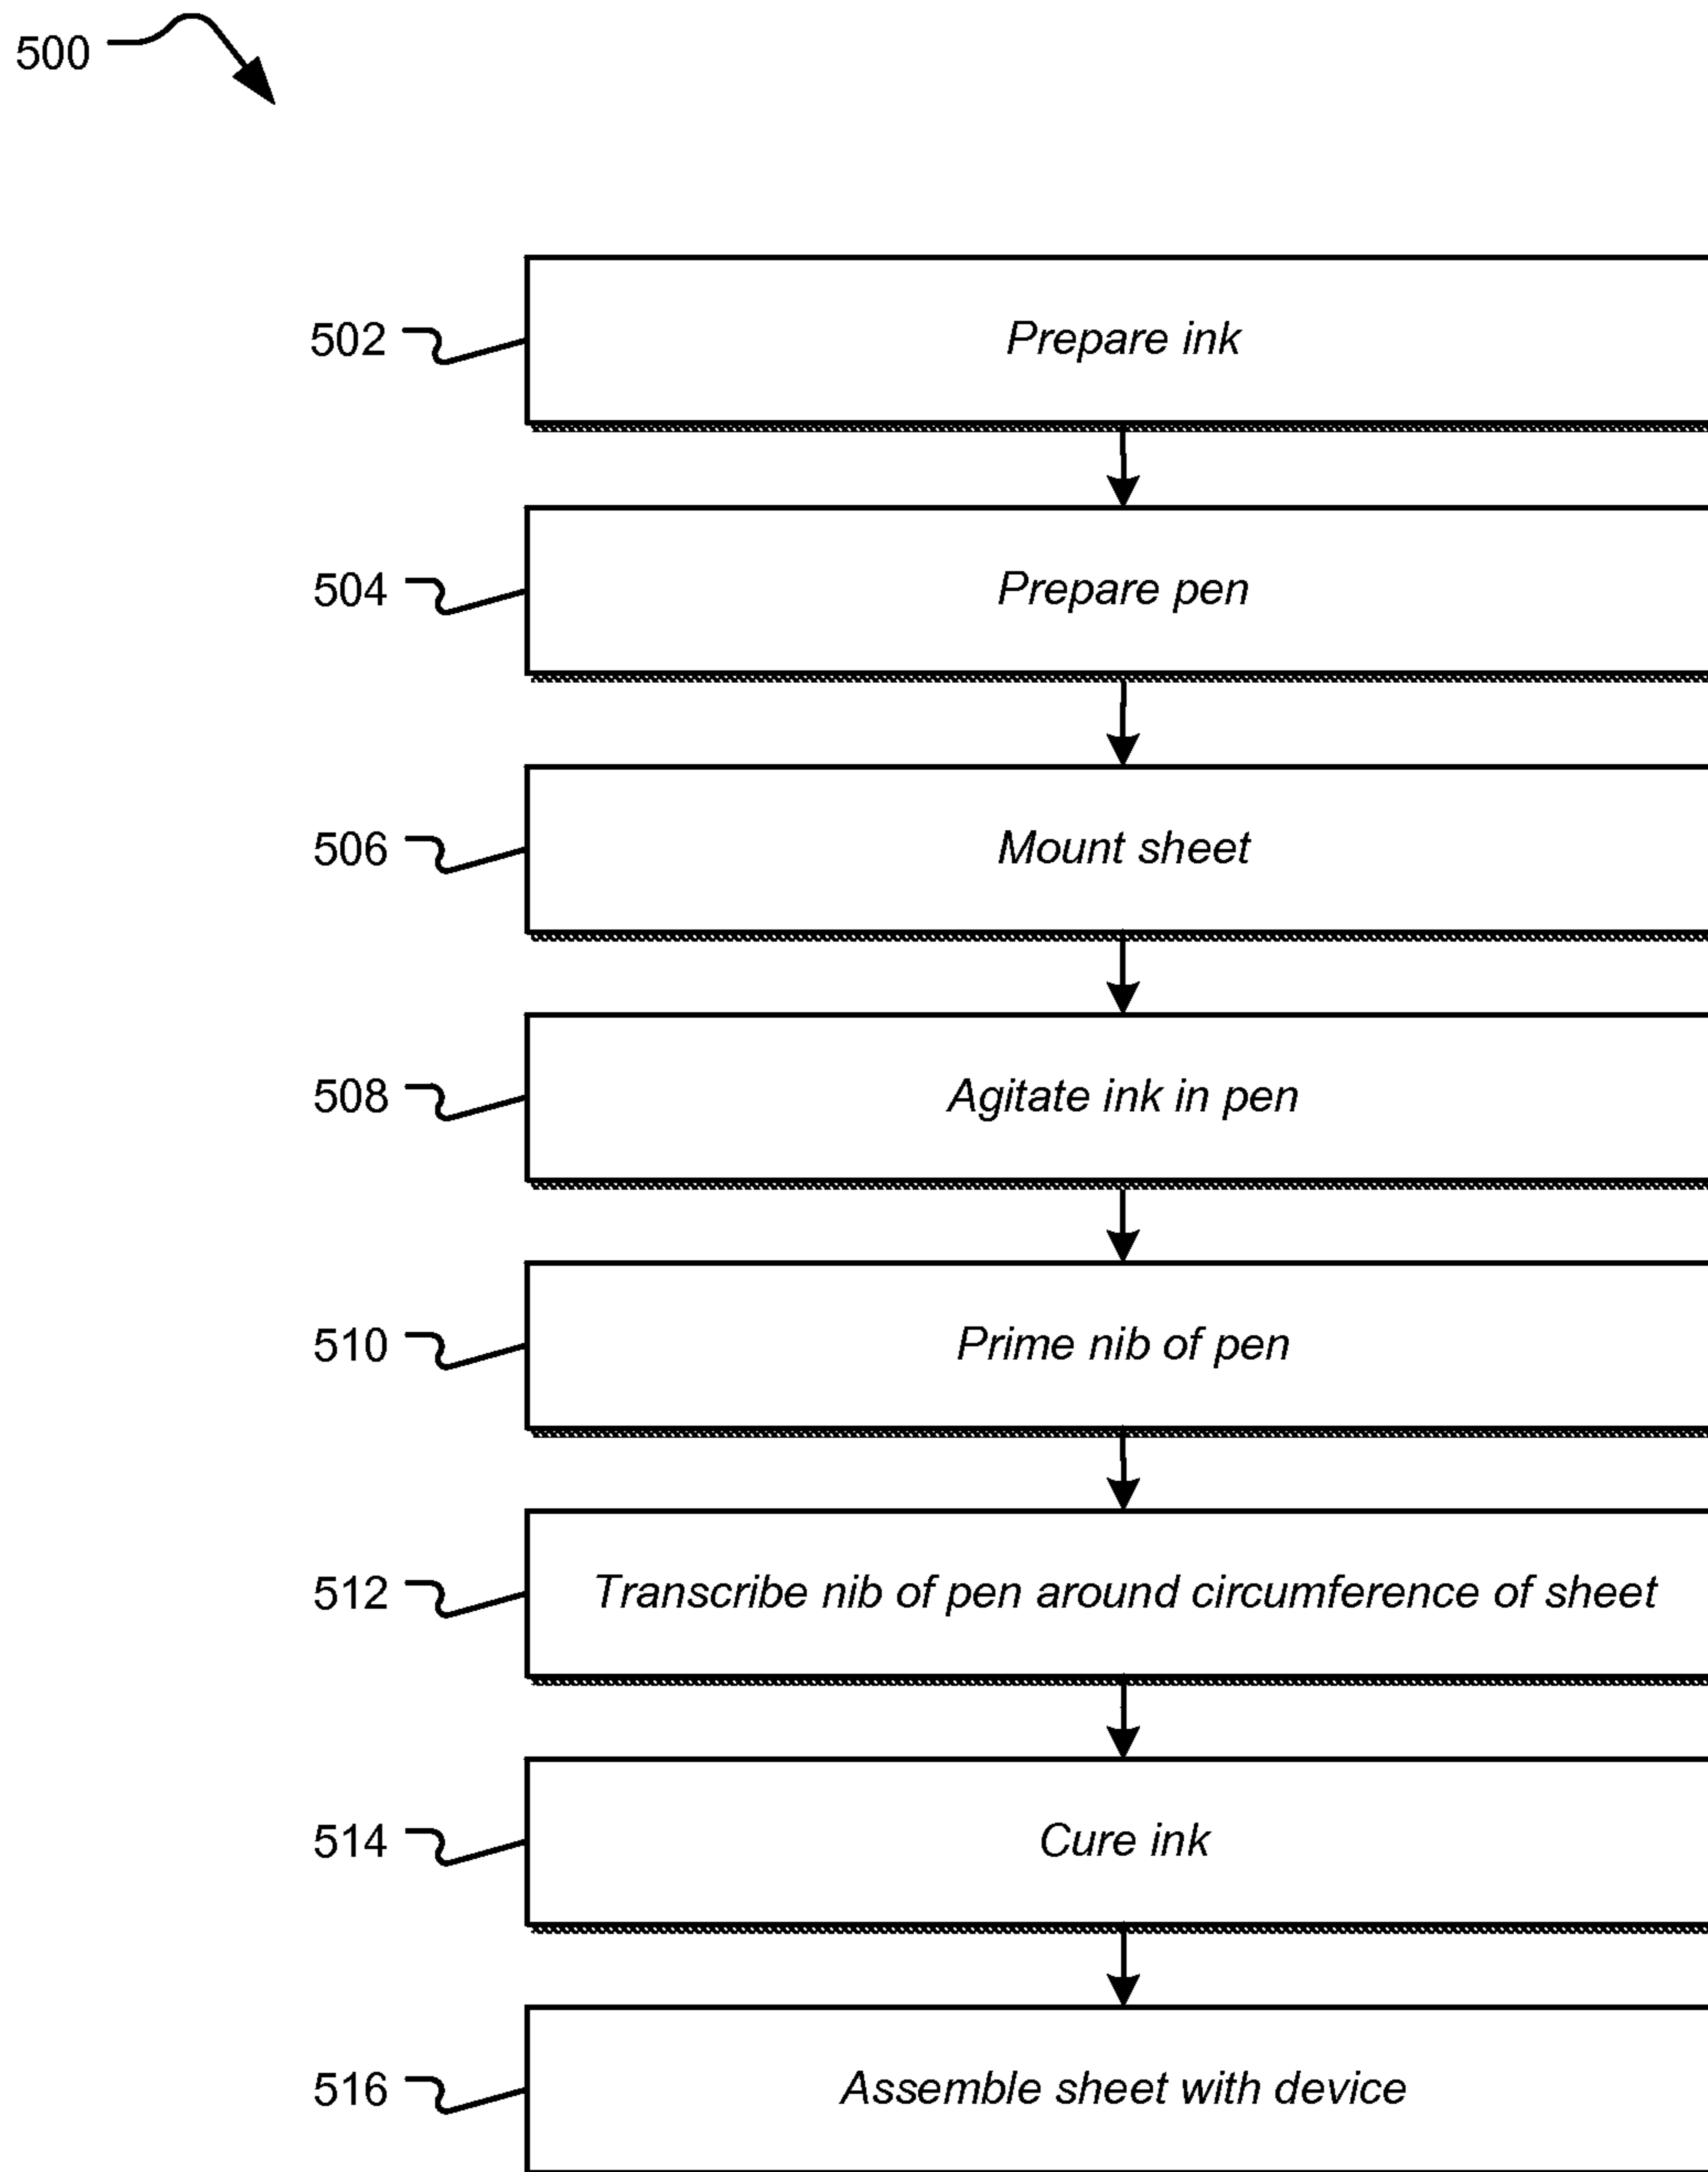 500
502 Prepare ink
504 Prepare pen
506 Mount sheet
508 Agitate ink in pen
510 Prime nib of pen
512 Transcribe nib of pen around circumference of sheet
514 Cure ink
516 Assemble sheet with device